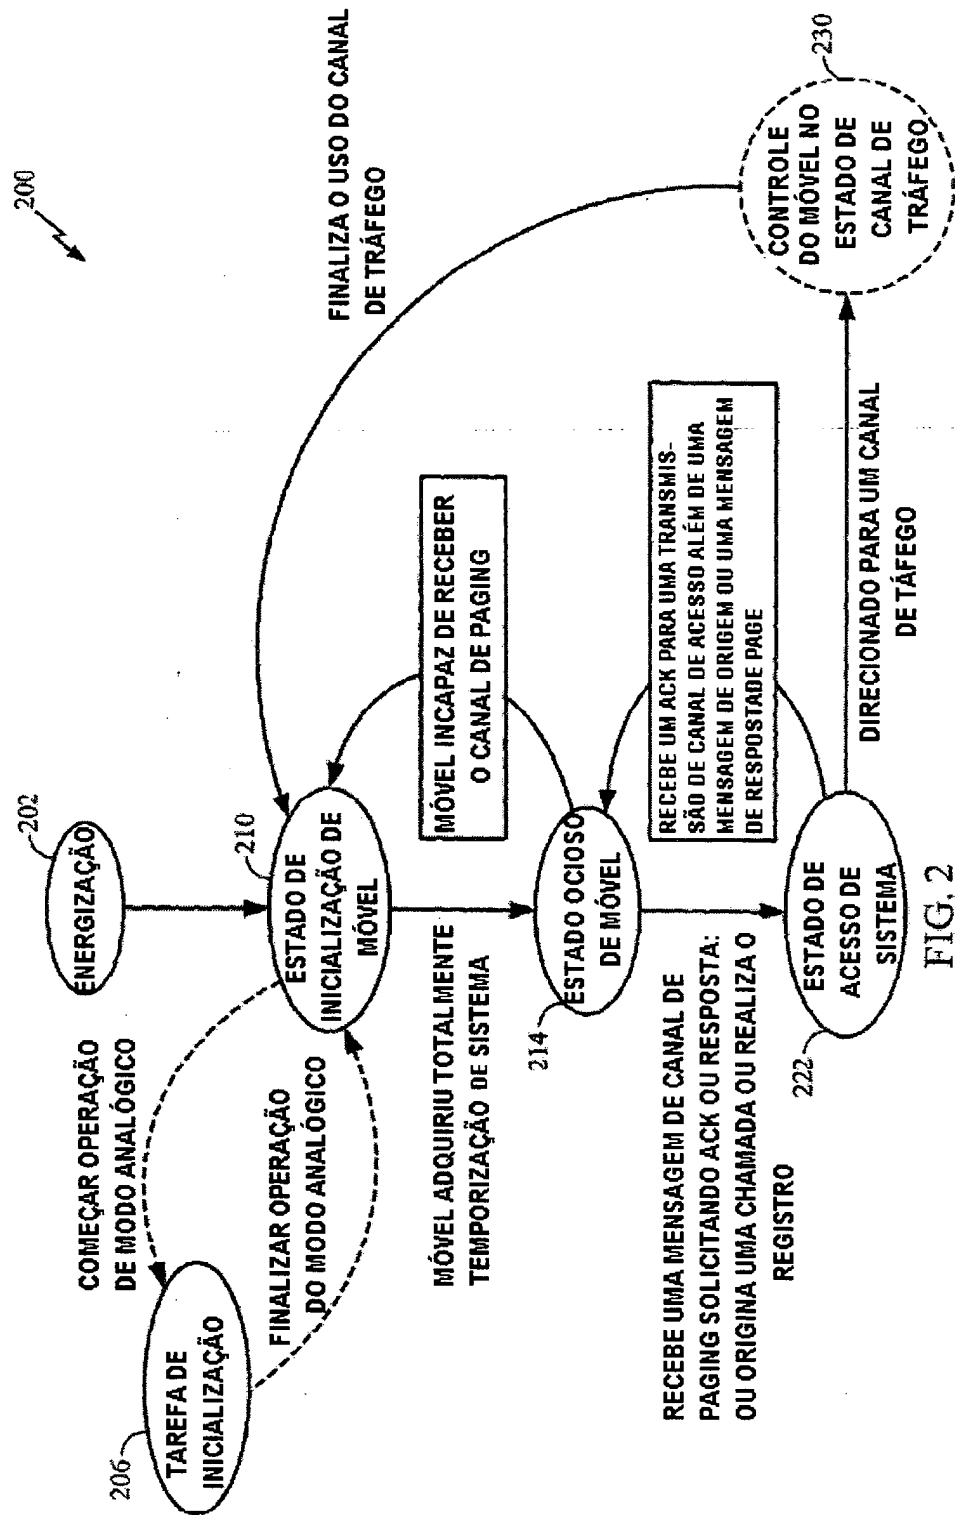 200
202
ENERGIZAÇÃO
COMEÇAR OPERAÇÃO
DE MODO ANALÓGICO
206
TAREFA DE
INICIALIZAÇÃO
FINALIZAR OPERAÇÃO
DO MODO ANALÓGICO
210
ESTADO DE
INICIALIZAÇÃO DE
MÓVEL
FINALIZA O USO DO CANAL
DE TRÁFEGO
MÓVEL ADQUIRIU TOTALMENTE
TEMPORIZAÇÃO DE SISTEMA
MÓVEL INCAPAZ DE RECEBER
O CANAL DE PAGING
214
ESTADO OCIOSO
DE MÓVEL
RECEBE UMA MENSAGEM DE CANAL DE
PAGING SOLICITANDO ACK OU RESPOSTA:
OU ORIGINA UMA CHAMADA OU REALIZA O
REGISTRO
RECEBE UM ACK PARA UMA TRANSMIS-
SÃO DE CANAL DE ACESO ALÉM DE UMA
MENSAGEM DE ORIGEM OU UMA MENSAGEM
DE RESPOSTADE PAGE
222
ESTADO DE
ACESO DE
SISTEMA
DIRECIONADO PARA UM CANAL
DE TÁFEGO
230
CONTROLE
DO MÓVEL NO
ESTADO DE
CANAL DE
TRÁFEGO
FIG. 2